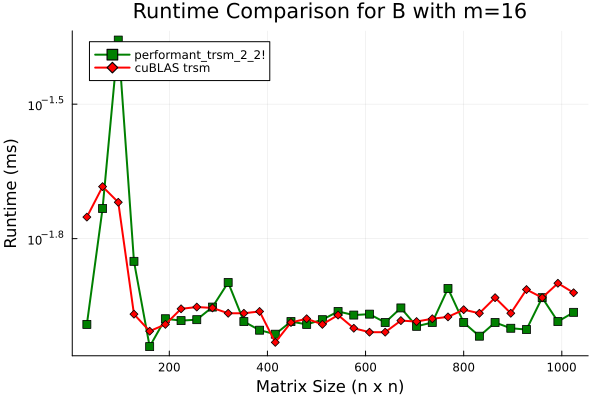 Runtime Comparison for B with m=16
performant_trsm_2_2!
cuBLAS trsm
10^−1.5
10^−1.8
Runtime (ms)
200 400 600 800 1000
Matrix Size (n x n)